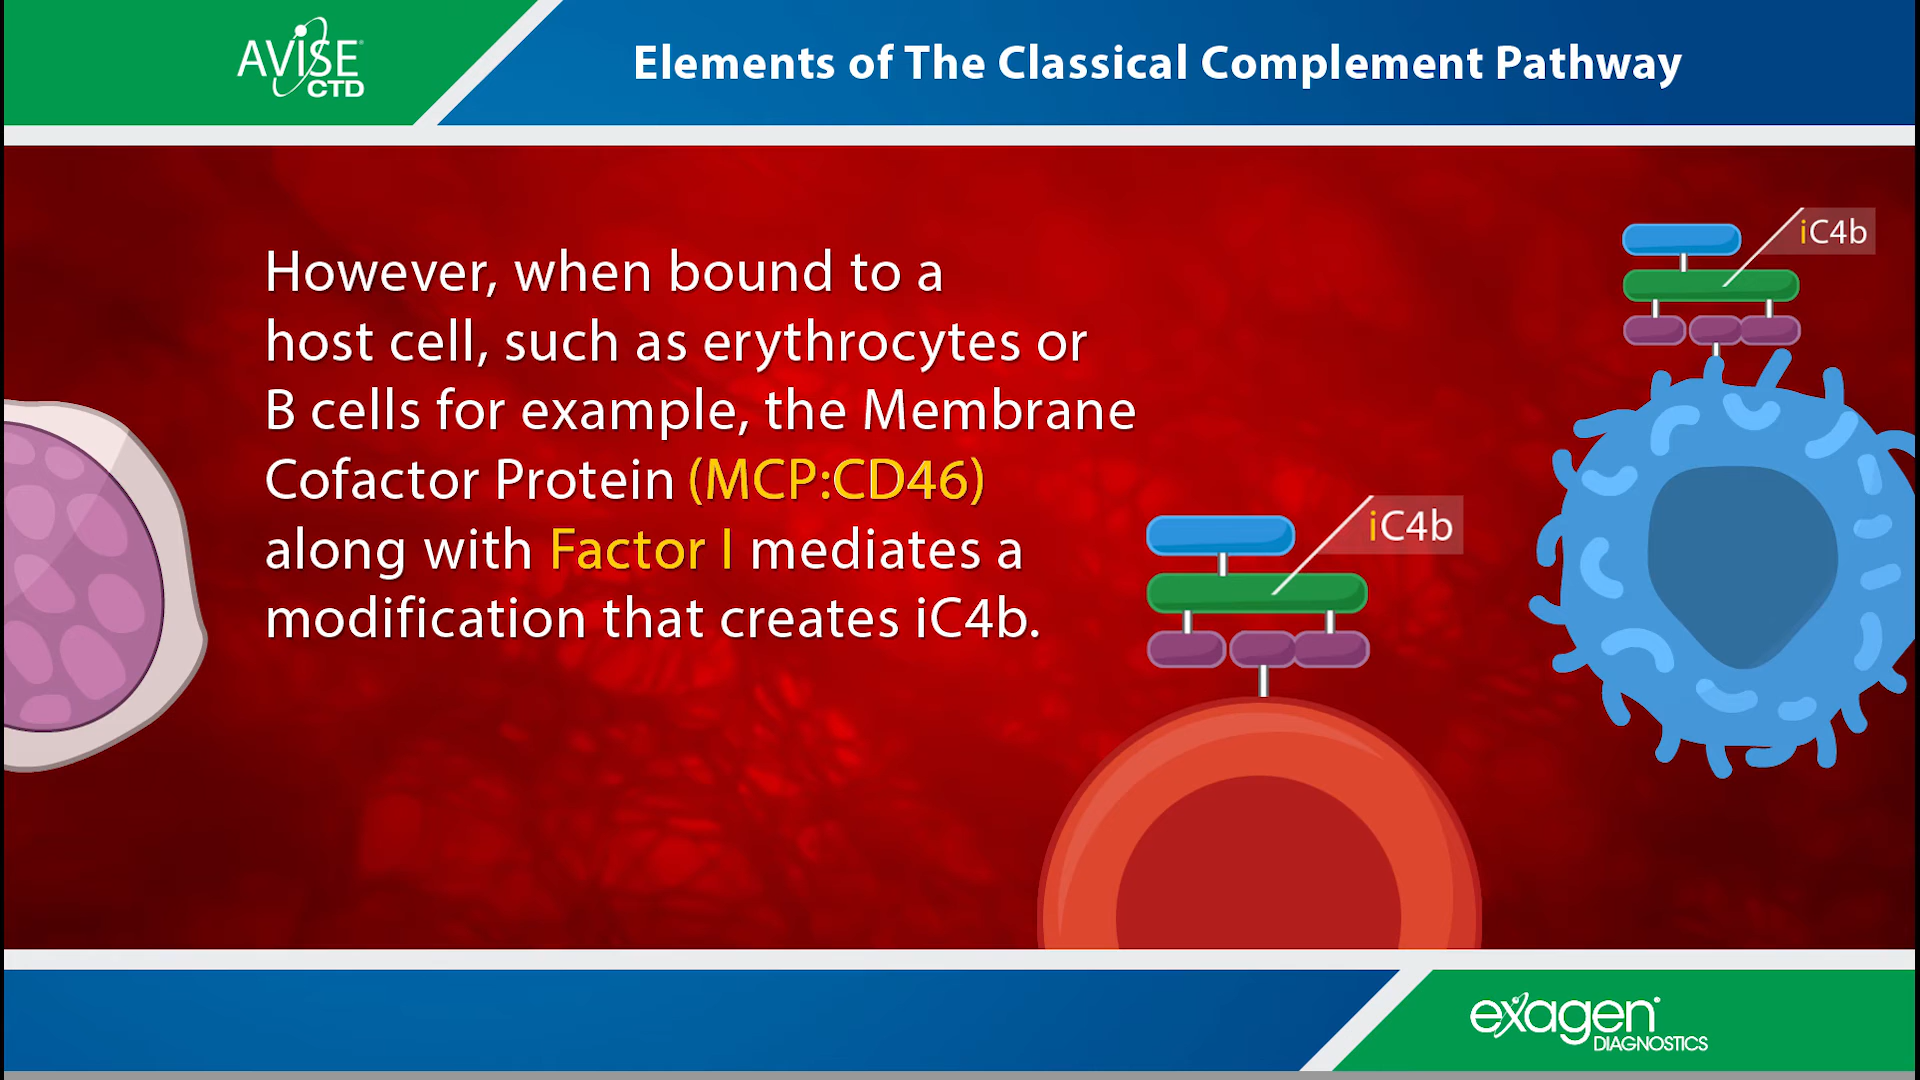 AVISE
CTD
Elements of The Classical Complement Pathway
However, when bound to a
host cell, such as erythrocytes or
B cells for example, the Membrane
Cofactor Protein (MCP:CD46)
along with Factor I mediates a
modification that creates iC4b.
iC4b
iC4b
exagen
DIAGNOSTICS